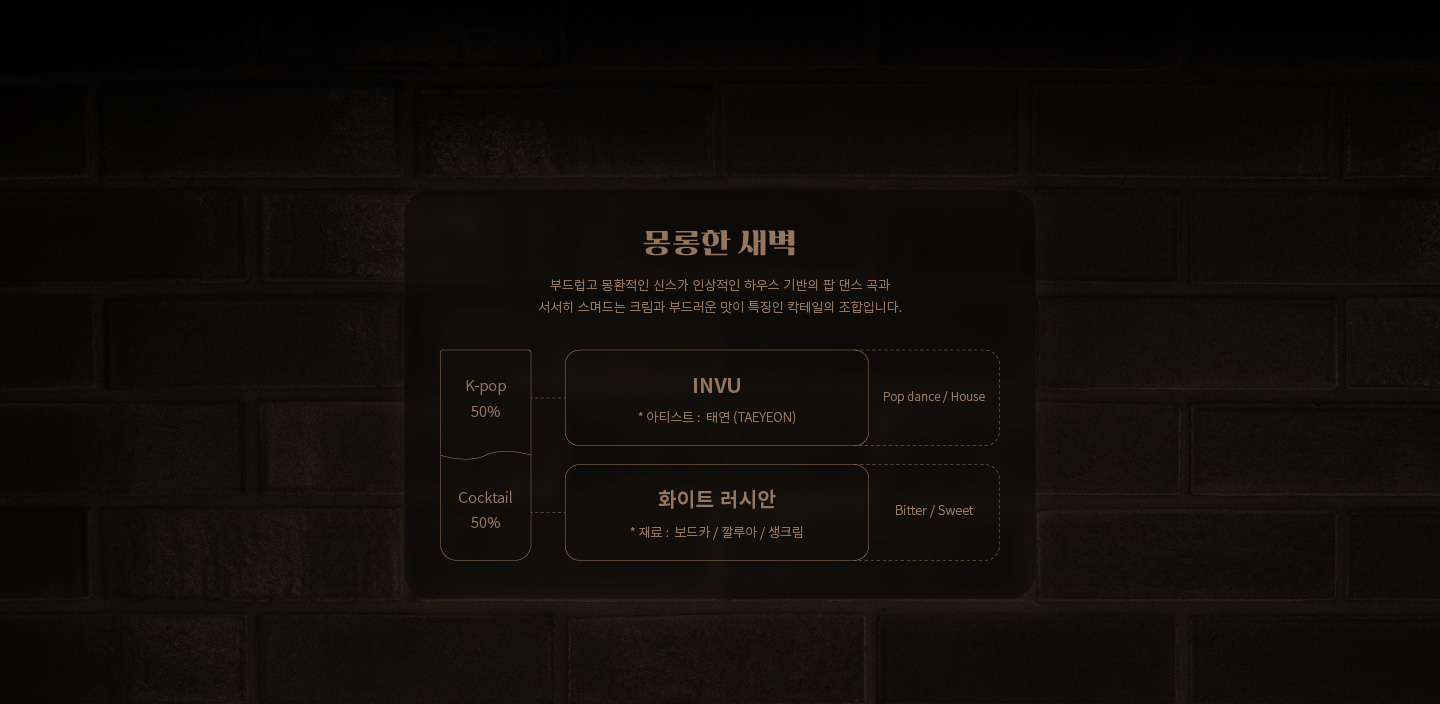 몽롱한 새벽
부드럽고 몽환적인 신스가 인상적인 하우스 기반의 팝 댄스 곡과
서서히 스며드는 크림과 부드러운 맛이 특징인 칵테일의 조합입니다.
K-pop
50%
INVU
* 아티스트 : 태연 (TAEYEON)
Pop dance / House
Cocktail
50%
화이트 러시안
* 재료 : 보드카 / 깔루아 / 생크림
Bitter / Sweet